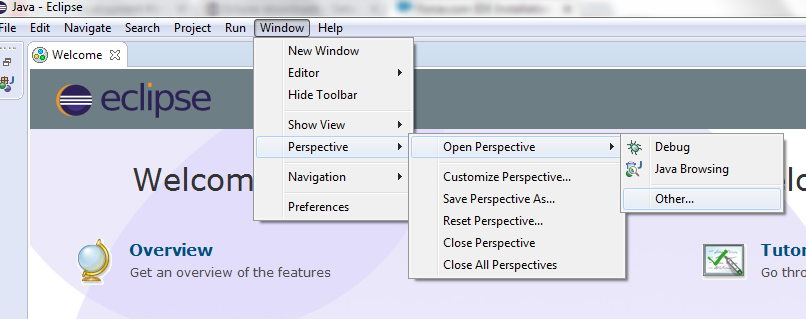 Java - Eclipse
File Edit Navigate Search Project Run Window Help
Welcome
eclipse
New Window
Editor
Hide Toolbar
Show View
Perspective
Navigation
Preferences
Open Perspective
Customize Perspective...
Save Perspective As...
Reset Perspective...
Close Perspective
Close All Perspectives
Debug
Java Browsing
Other...
Welcom
Overview
Get an overview of the features
Tutor
Go thro